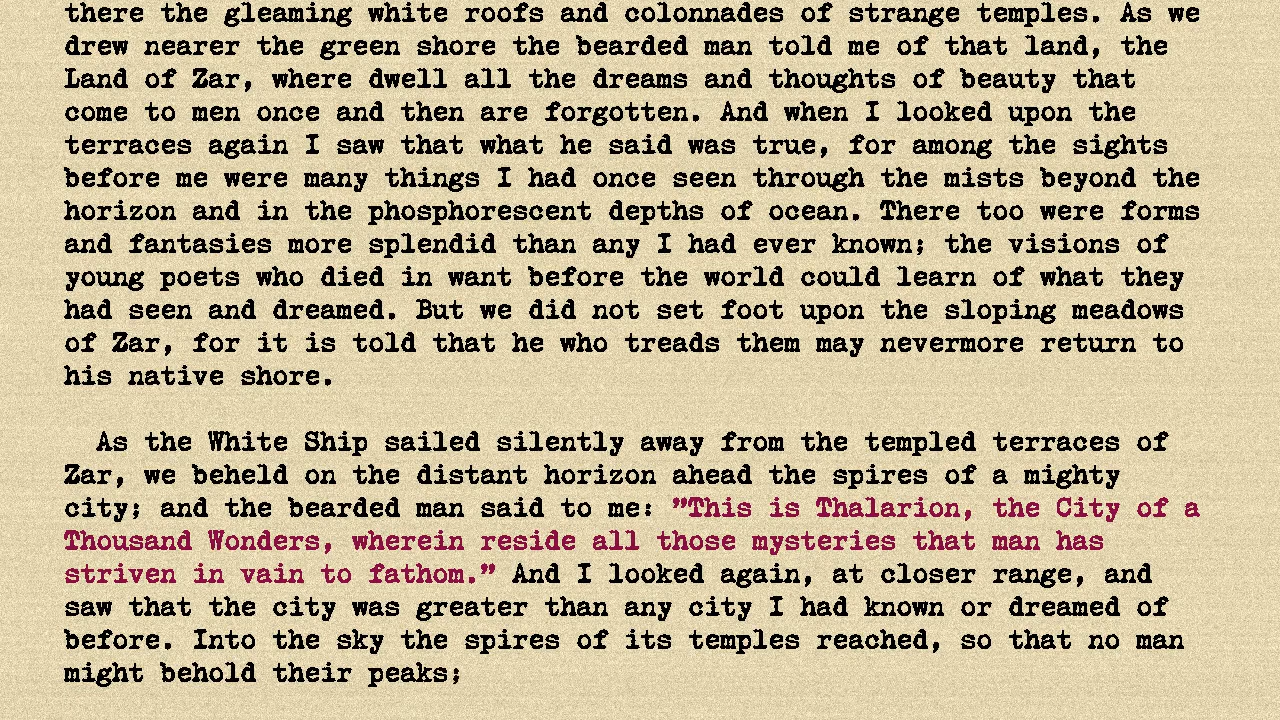 there the gleaming white roofs and colonnades of strange temples. As we
drew nearer the green shore the bearded man told me of that land, the
Land of Zar, where dwell all the dreams and thoughts of beauty that
come to men once and then are forgotten. And when I looked upon the
terraces again I saw that what he said was true, for among the sights
before me were many things I had once seen through the mists beyond the
horizon and in the phosphorescent depths of ocean. There too were forms
and fantasies more splendid than any I had ever known; the visions of
young poets who died in want before the world could learn of what they
had seen and dreamed. But we did not set foot upon the sloping meadows
of Zar, for it is told that he who treads them may nevermore return to
his native shore.
As the White Ship sailed silently away from the templed terraces of
Zar, we beheld on the distant horizon ahead the spires of a mighty
city; and the bearded man said to me: ”This is Thalarion, the City of a
Thousand Wonders, wherein reside all those mysteries that man has
striven in vain to fathom.” And I looked again, at closer range, and
saw that the city was greater than any city I had known or dreamed of
before. Into the sky the spires of its temples reached, so that no man
might behold their peaks;